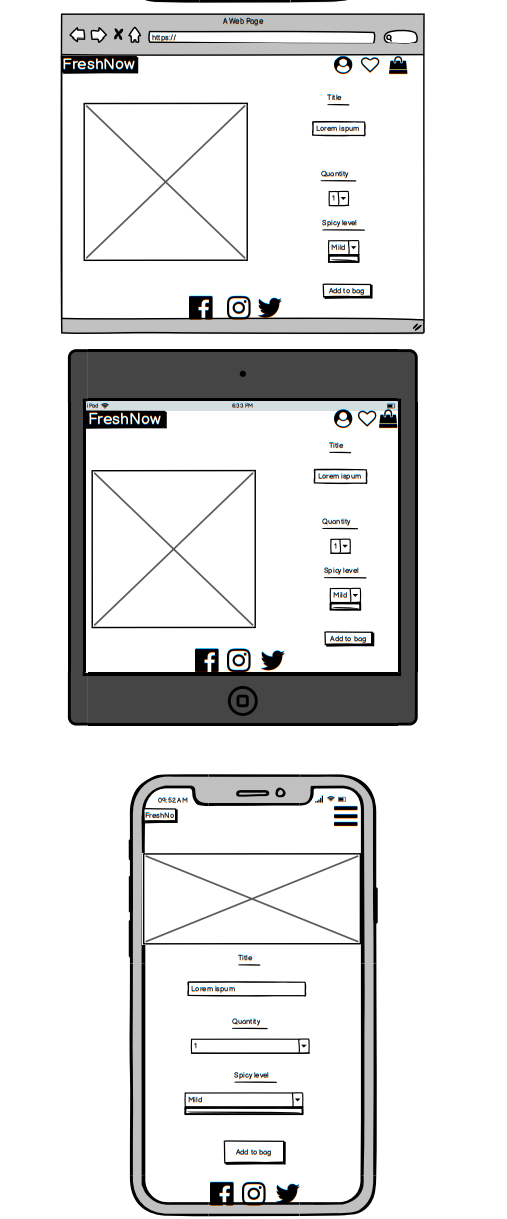 A Web Page
https://
FreshNow
Title
Lorem ispum
Quantity
1
Spicy level
Mild
Add to bag
iPad
6:33 PM
FreshNow
Title
Lorem ispum
Quantity
1
Spicy level
Mild
Add to bag
09:52 AM
FreshNo
Title
Lorem ispum
Quantity
1
Spicy level
Mild
Add to bag